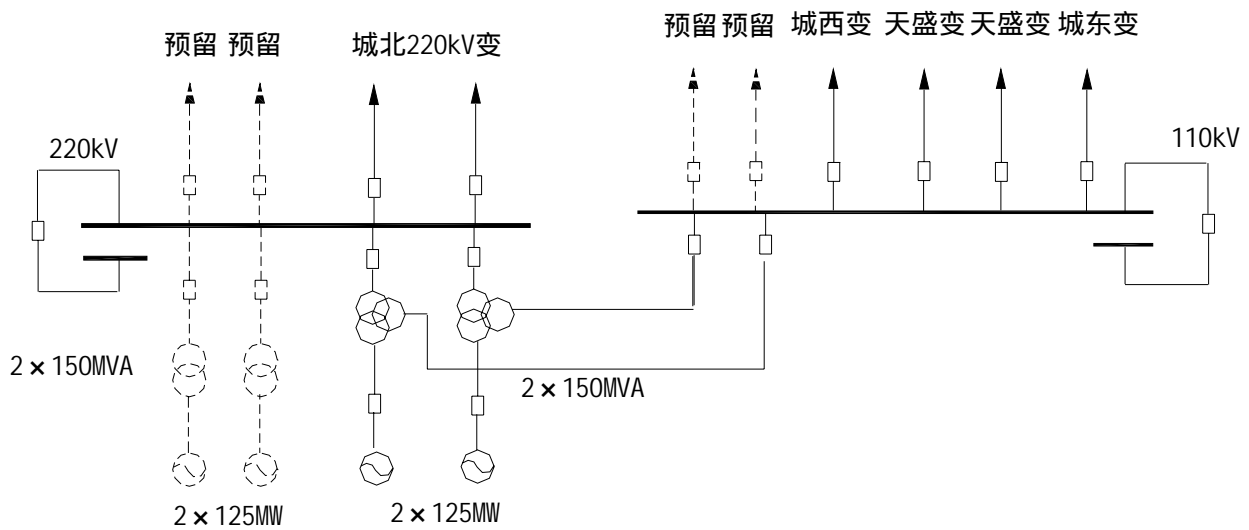 预留 预留 城西变 天盛变 天盛变 城东变
预留 预留 城北220kV变
220kV
110kV
2×150MVA
2×150MVA
2×125MW
2×125MW